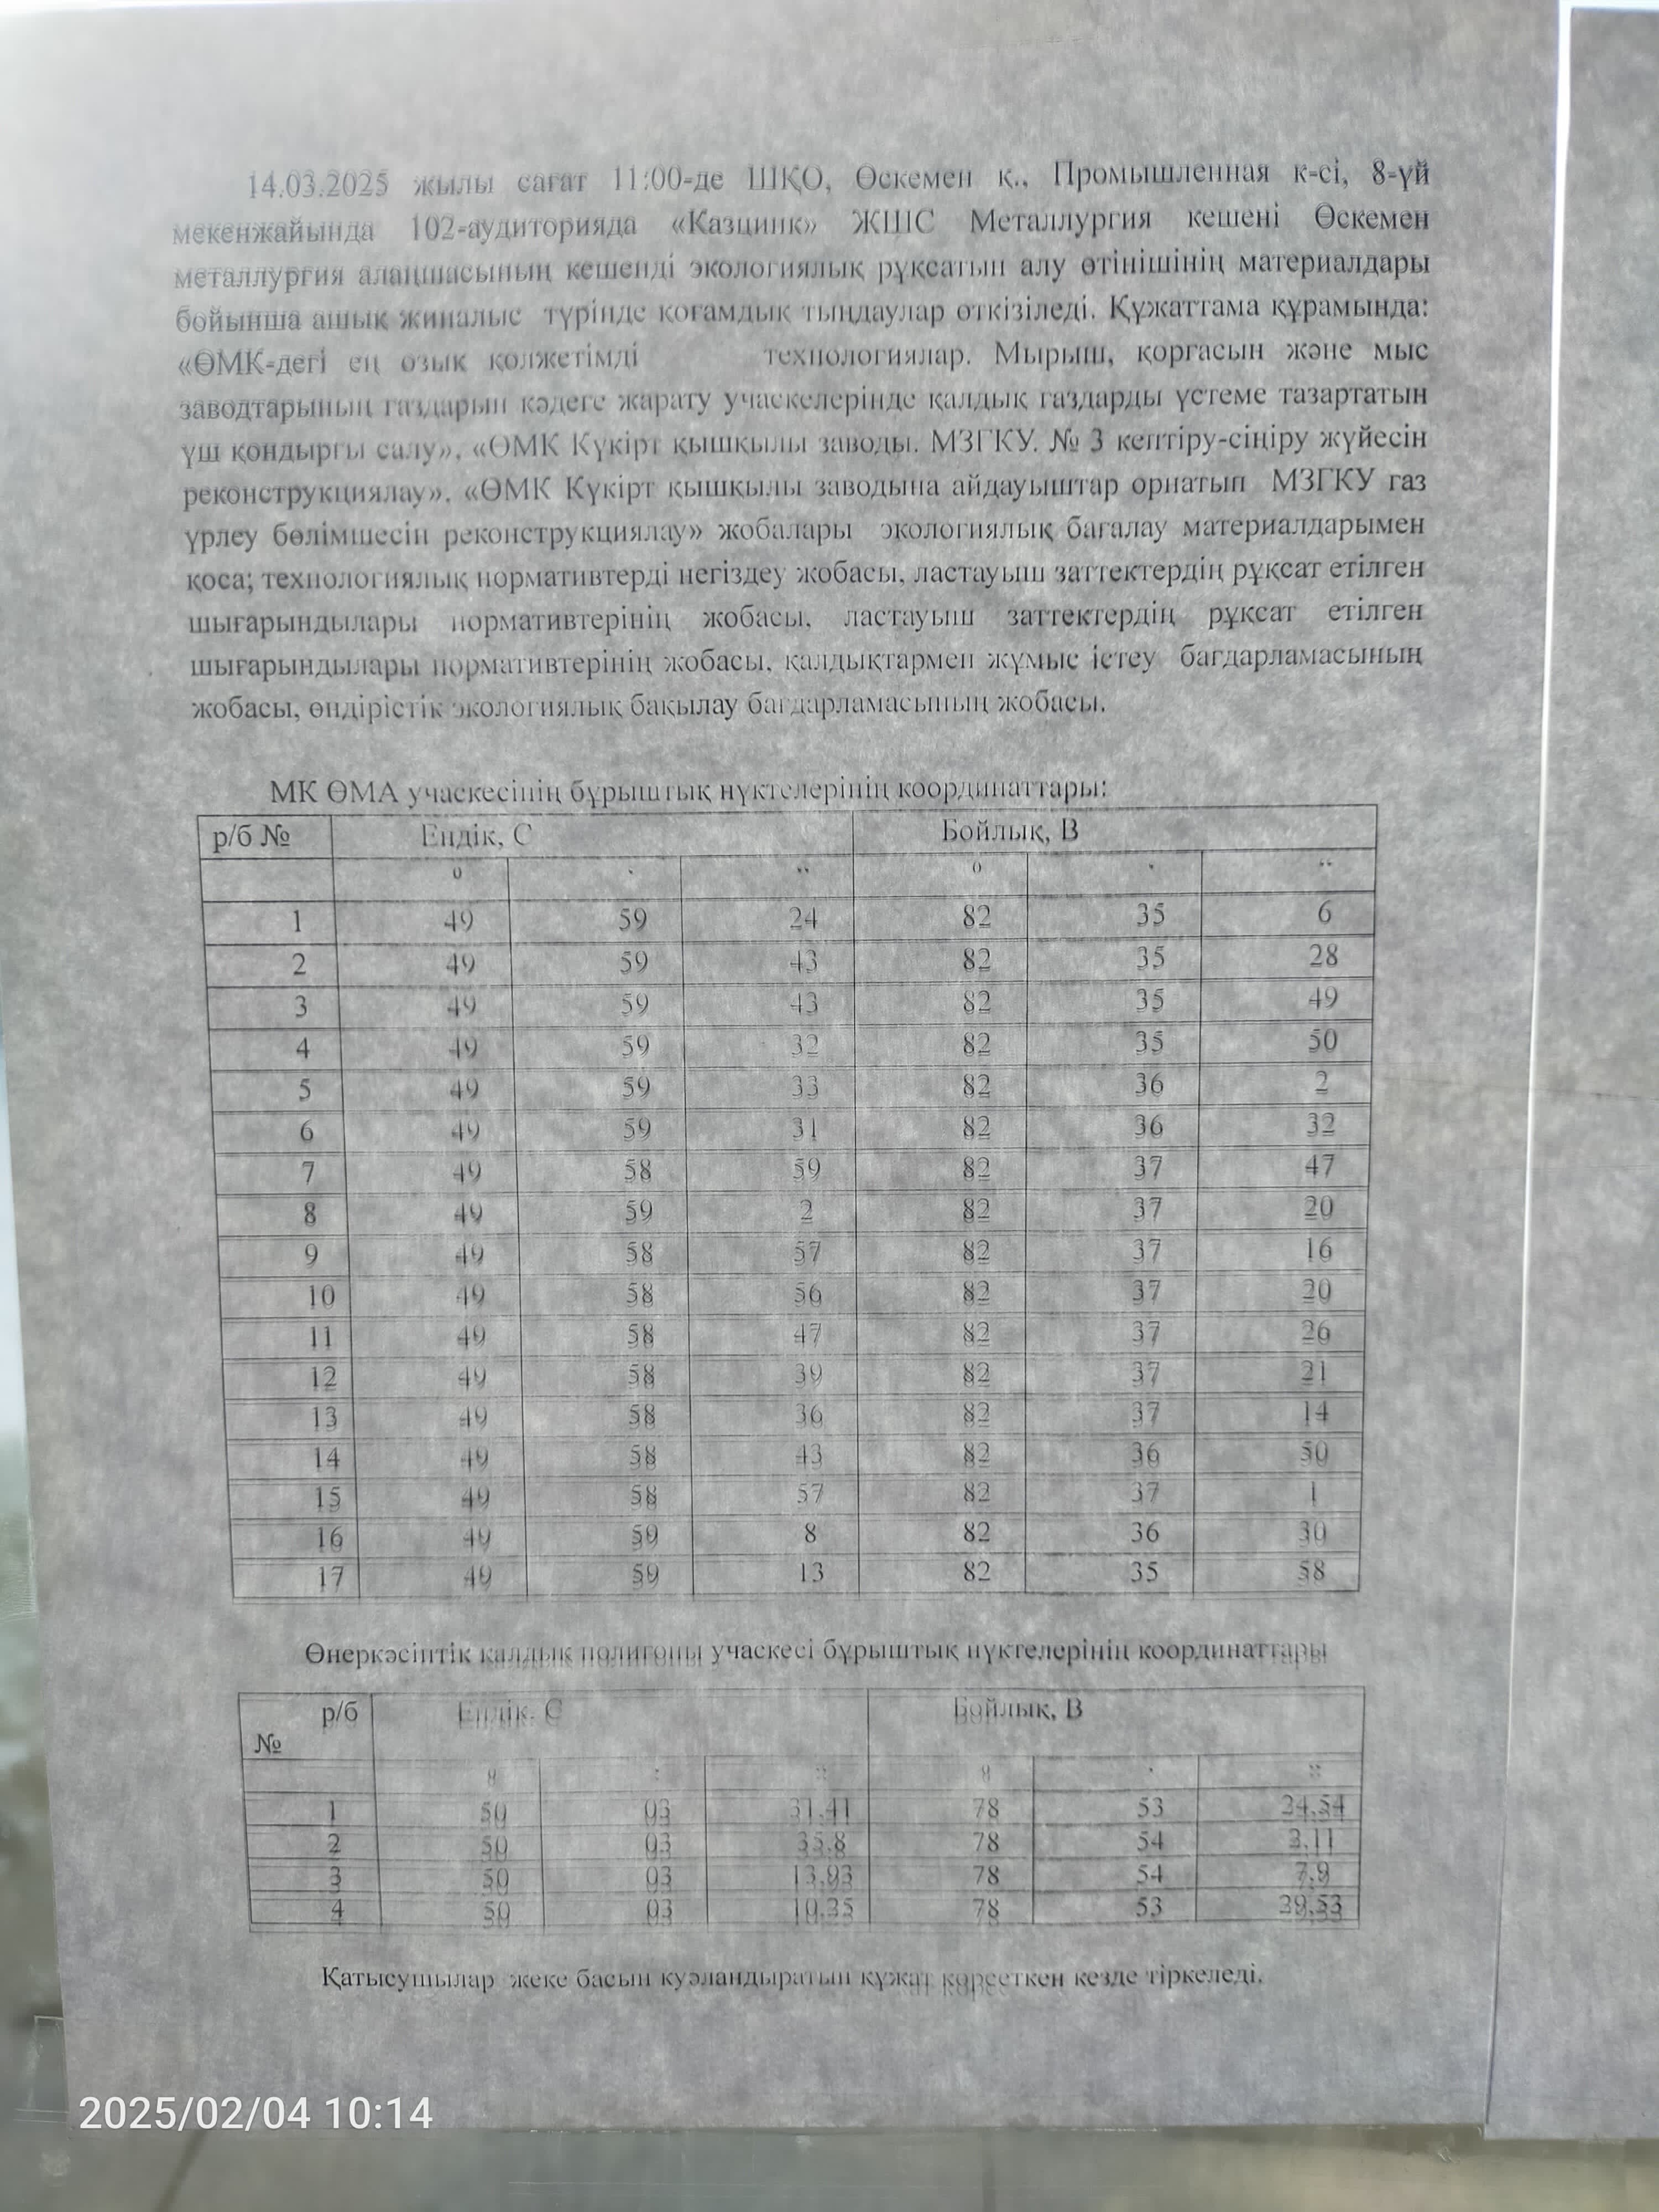 14.03.2025 жылы сағат 11:00-де ШҚО, Өскемен қ., Промышленная к-сі, 8-үй
мекенжайында 102-аудиторияда «Казцинк» ЖШС Металлургия кешені Өскемен
металлургия алаңшасының кешенді экологиялық рұқсатын алу өтінішінің материалдары
бойынша ашық жиналыс түрінде қоғамдық тыңдаулар өткізіледі. Құжаттама құрамында:
«ӨМК-дегі ең озық қолжетімді технологиялар. Мырыш, қорғасын және мыс
заводтарының газдарын кәдеге жарату учаскелерінде қалдық газдарды үстеме тазартатын
үш қондырғы салу», «ӨМК Күкірт қышқылы заводы. МЗГКУ. № 3 кептіру-сіңіру жүйесін
реконструкциялау», «ӨМК Күкірт қышқылы заводына айдауыштар орнатып МЗГКУ газ
үрлеу бөлімшесін реконструкциялау» жобалары экологиялық бағалау материалдарымен
қоса; технологиялық нормативтерді негіздеу жобасы, ластауыш заттектердің рұқсат етілген
шығарындылары нормативтерінің жобасы, ластауыш заттектердің рұқсат етілген
шығарындылары нормативтерінің жобасы, қалдықтармен жұмыс істеу бағдарламасының
жобасы, өндірістік экологиялық бақылау бағдарламасының жобасы.
МК ӨМА учаскесінің бұрыштық нүктелерінің координаттары:
р/б № Ендік, С Бойлық, В
0 ' '' 0 ' ''
1 49 59 24 82 35 6
2 49 59 43 82 35 28
3 49 59 43 82 35 49
4 49 59 32 82 35 50
5 49 59 33 82 36 2
6 49 59 31 82 36 32
7 49 58 59 82 37 47
8 49 59 2 82 37 20
9 49 58 57 82 37 16
10 49 58 56 82 37 20
11 49 58 47 82 37 26
12 49 58 39 82 37 21
13 49 58 36 82 37 14
14 49 58 43 82 36 50
15 49 58 57 82 37 1
16 49 59 8 82 36 30
17 49 59 13 82 35 58
Өнеркәсіптік қалдық полигоны учаскесі бұрыштық нүктелерінің координаттары
р/б Ендік, С Бойлық, В
№
0 ' '' 0 ' ''
1 50 03 31,41 78 53 24,54
2 50 03 35,8 78 54 3,11
3 50 03 13,93 78 54 7,9
4 50 03 10,35 78 53 39,53
Қатысушылар жеке басын куәландыратын құжат көрсеткен кезде тіркеледі.
2025/02/04 10:14